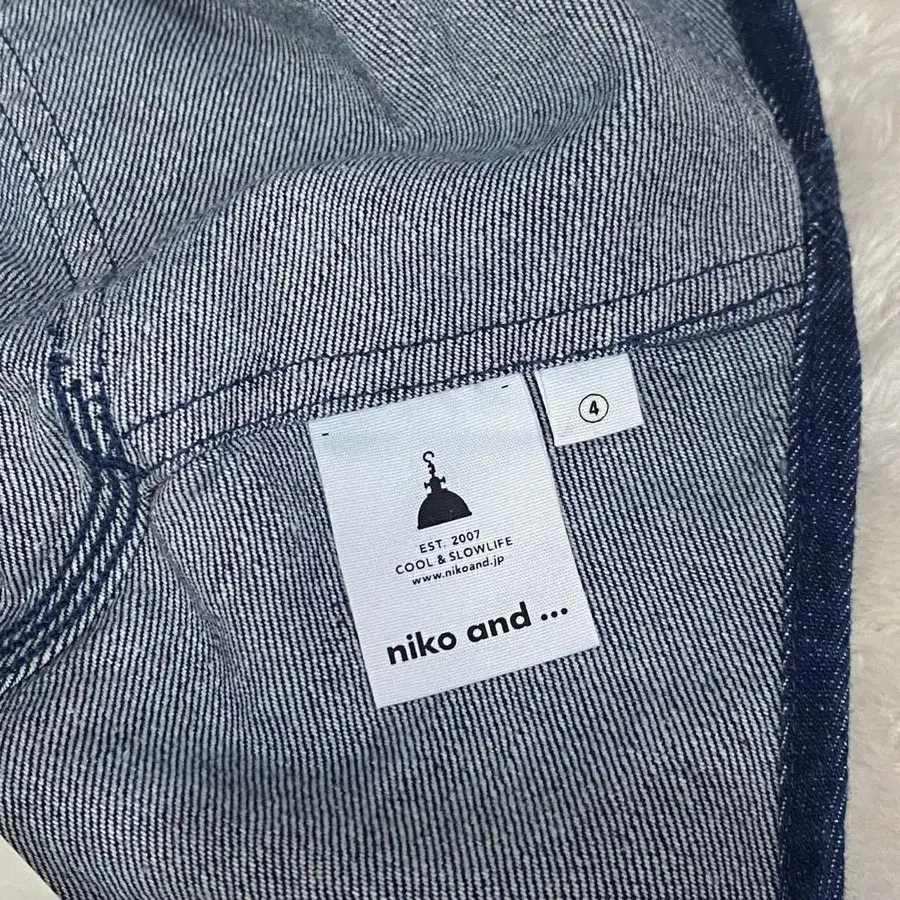 4
EST. 2007
COOL & SLOWLIFE
www.nikoand.jp
niko and ...